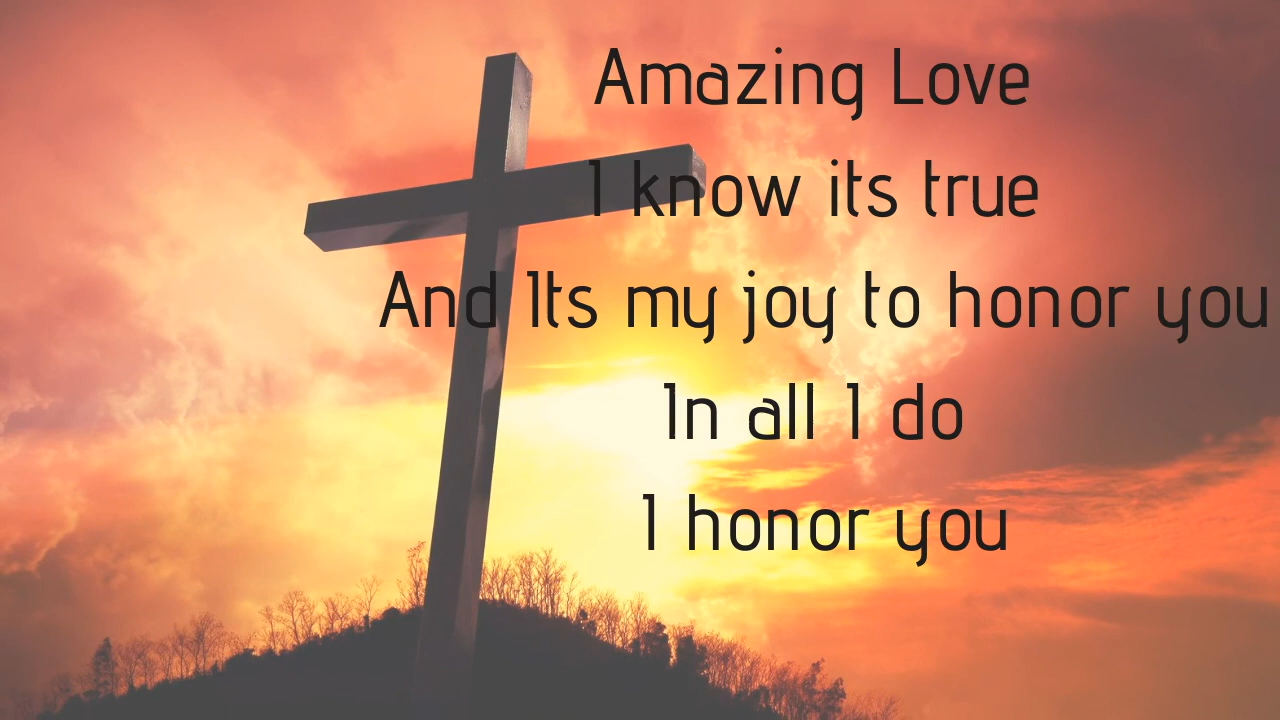 Amazing Love
I know its true
And Its my joy to honor you
In all I do
I honor you